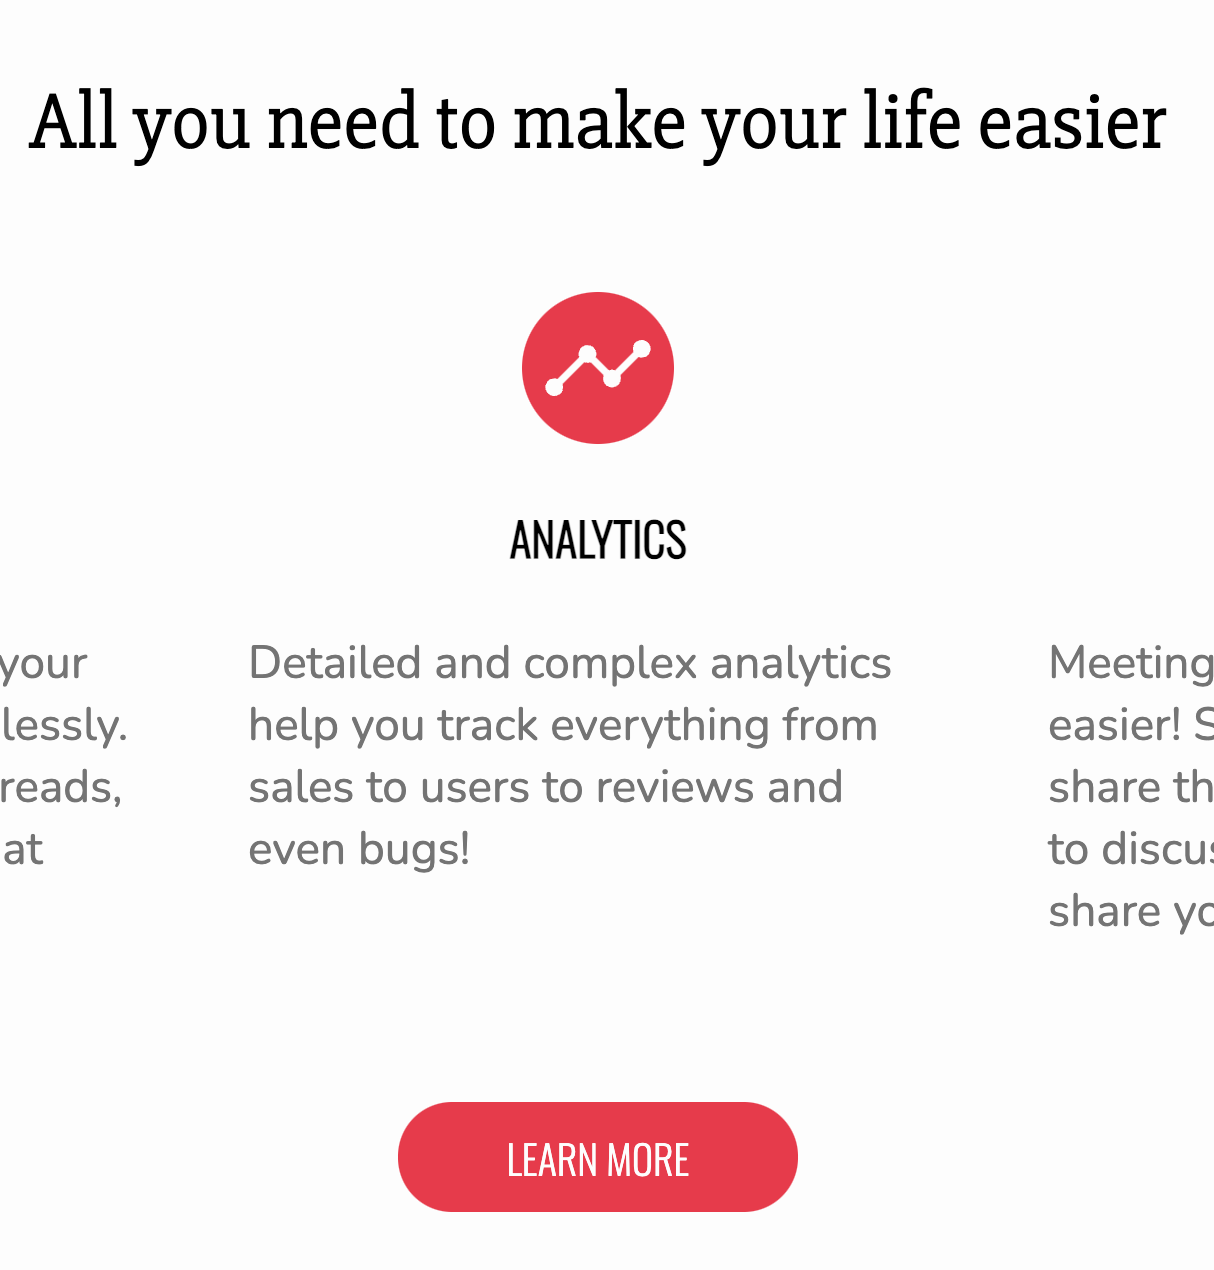 All you need to make your life easier
ANALYTICS
your
lessly.
reads,
at
Detailed and complex analytics
help you track everything from
sales to users to reviews and
even bugs!
Meeting
easier! S
share th
to discus
share yo
LEARN MORE